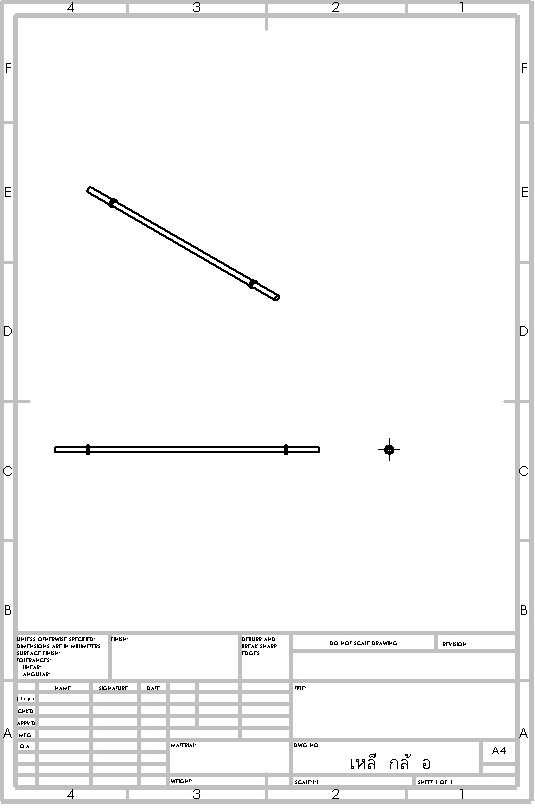 4 3 2 1
F F
E E
D D
C C
B B
A A
UNLESS OTHERWISE SPECIFIED:
DIMENSIONS ARE IN MILLIMETERS
SURFACE FINISH:
TOLERANCES:
LINEAR:
ANGULAR:
FINISH:
DEBURR AND
BREAK SHARP
EDGES
DO NOT SCALE DRAWING
REVISION
NAME SIGNATURE DATE
TITLE:
CHK'D
APPV'D
MFG
Q.A
MATERIAL:
DWG NO.
เหลี กลั อ
A4
WEIGHT:
SCALE:1:1
SHEET 1 OF 1
4 3 2 1